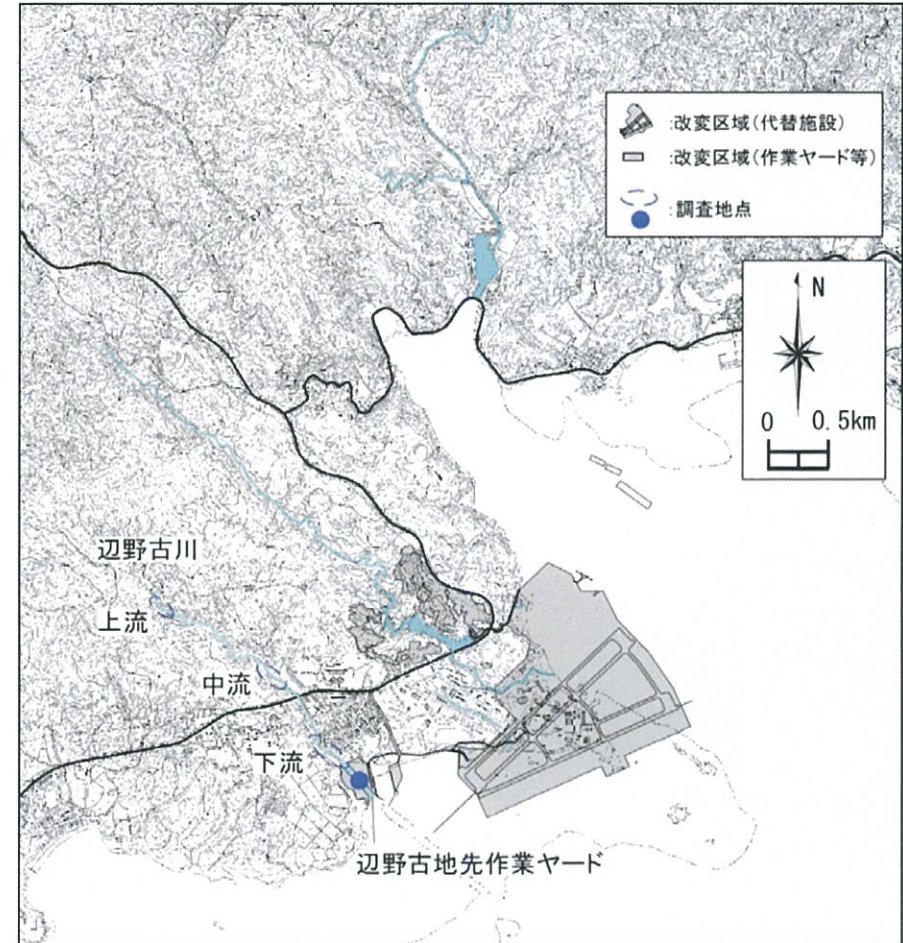 :改変区域(代替施設)
:改変区域(作業ヤード等)
:調査地点
N
0 0.5km
辺野古川
上流
中流
下流
辺野古地先作業ヤード